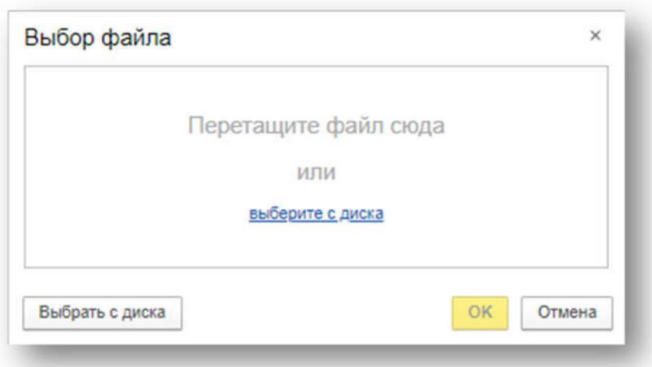 Выбор файла
Перетащите файл сюда
или
выберите с диска
Выбрать с диска
OK
Отмена